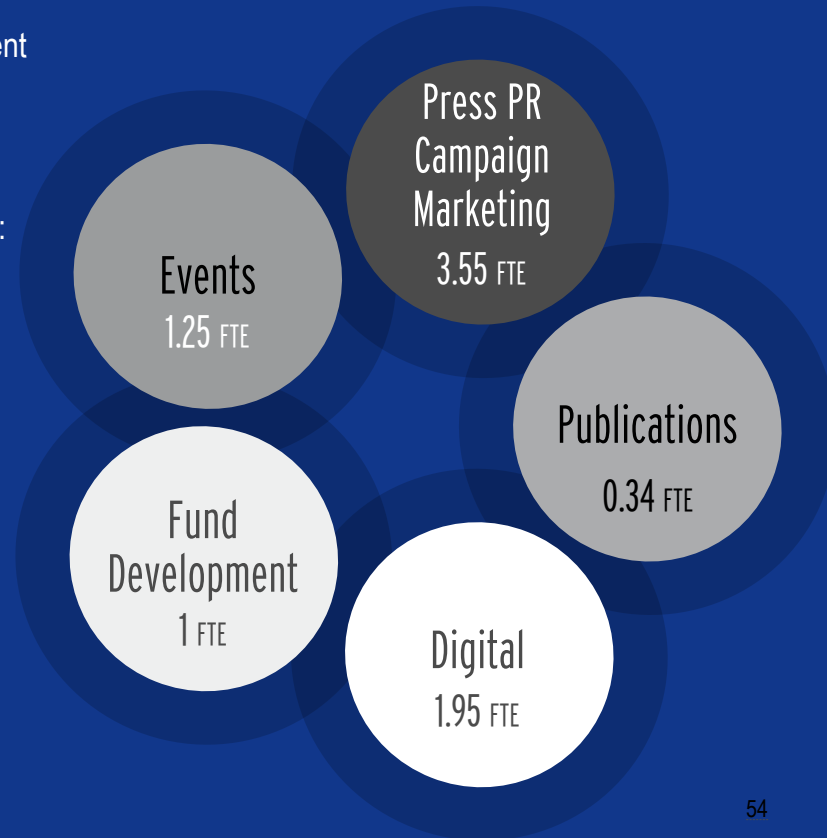 ent
:
Press PR
Campaign
Marketing
3.55 FTE
Events
1.25 FTE
Publications
0.34 FTE
Fund
Development
1 FTE
Digital
1.95 FTE
54